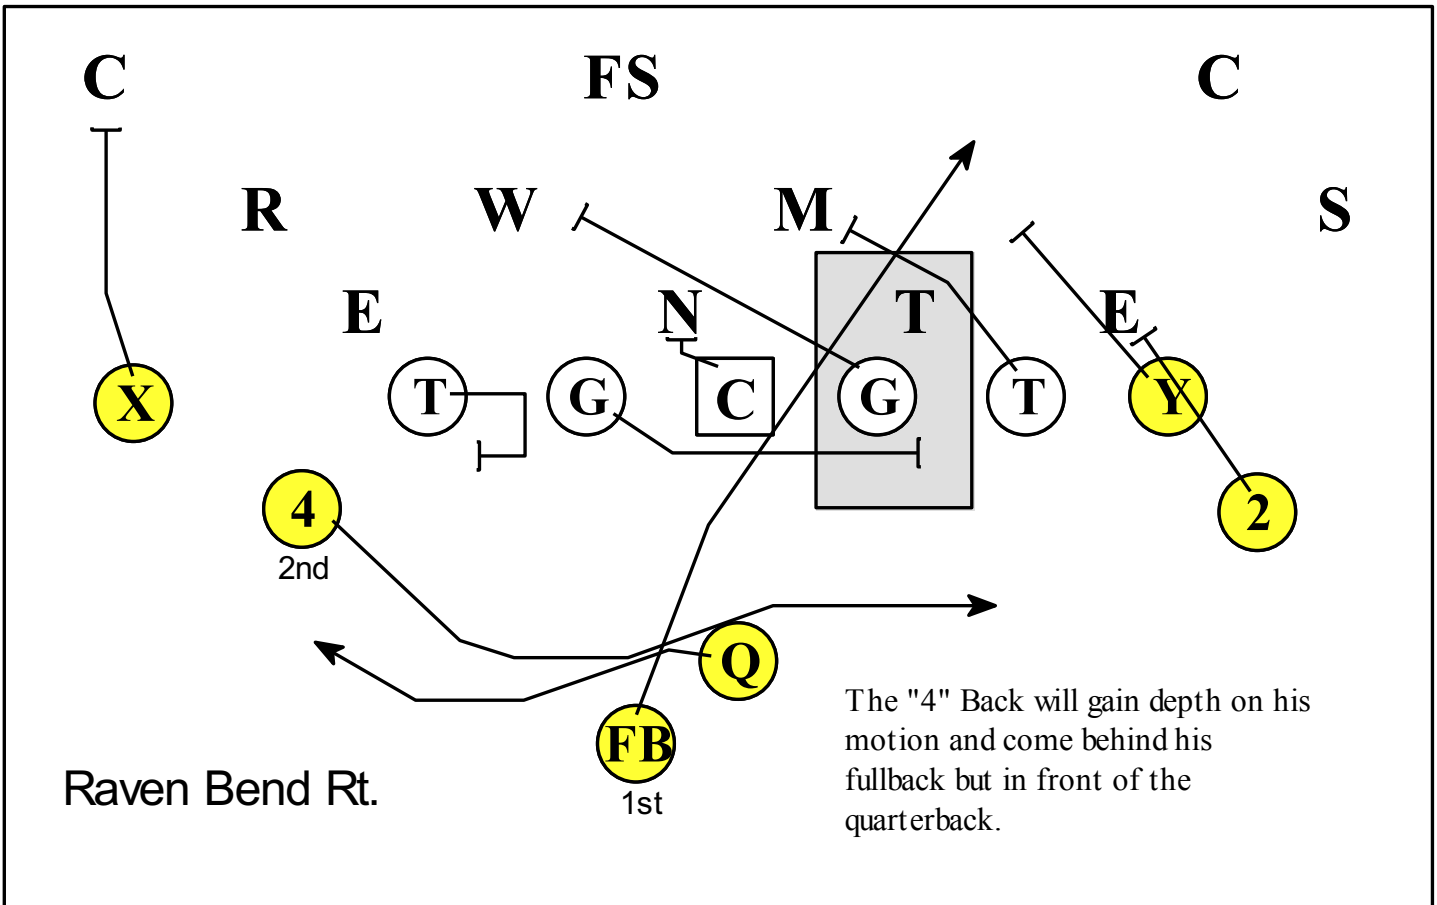 C FS C
R W M S
E N T E
X T G C G T Y
4 2
2nd
Q
FB
1st
The "4" Back will gain depth on his
motion and come behind his
fullback but in front of the
quarterback.
Raven Bend Rt.